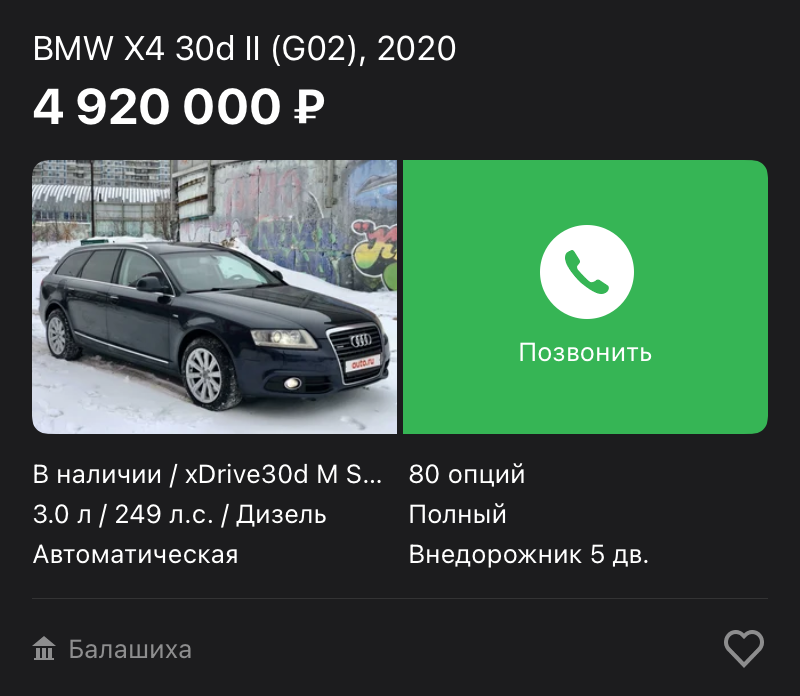 BMW X4 30d II (G02), 2020
4 920 000 ₽
auto.ru
Позвонить
В наличии / xDrive30d M S...
80 опций
3.0 л / 249 л.с. / Дизель
Полный
Автоматическая
Внедорожник 5 дв.
Балашиха